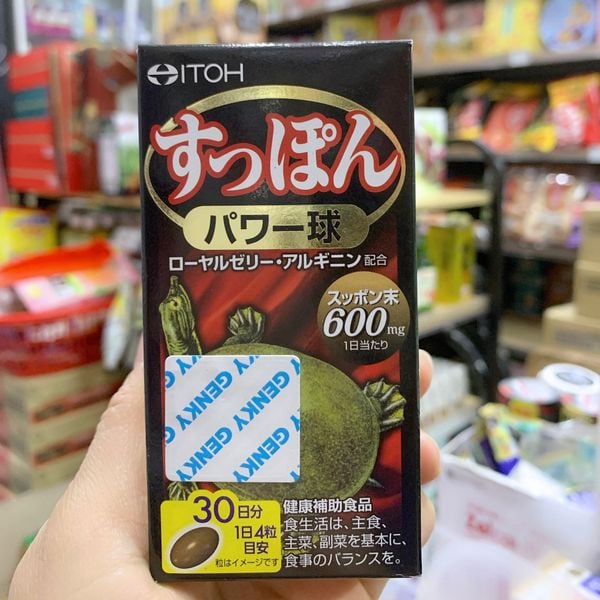 ITOH
すっぽん
パワー球
ローヤルゼリー・アルギニン配合
スッポン末
600mg
1日当たり
GENKY GENKY
GENKY GENKY
GENKY
30日分
1日4粒
目安
粒はイメージです
健康補助食品
食生活は、主食、
主菜、副菜を基本に、
食事のバランスを。